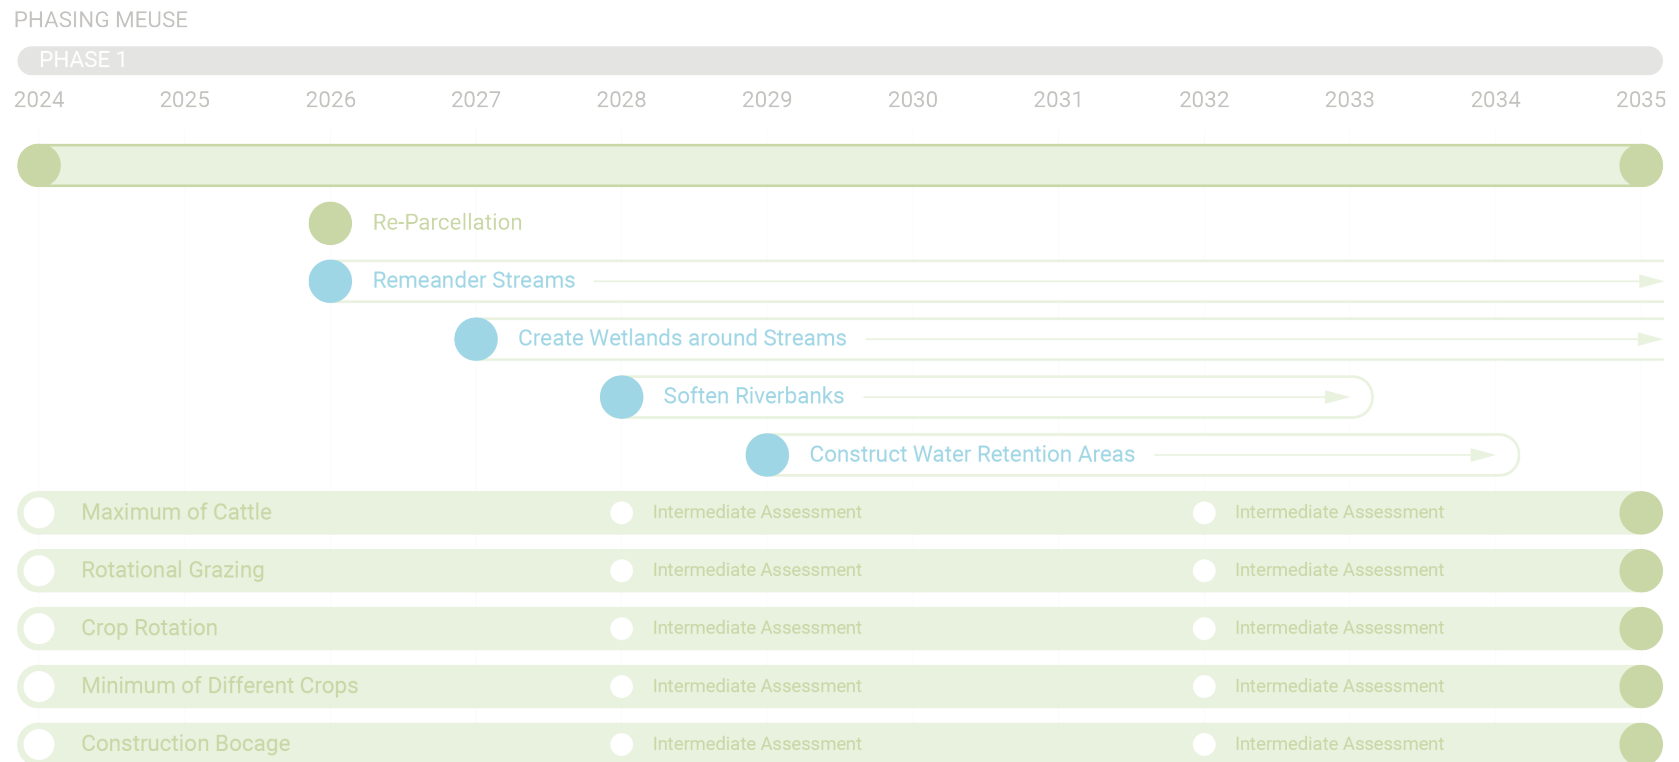 PHASING MEUSE
PHASE 1
2024 2025 2026 2027 2028 2029 2030 2031 2032 2033 2034 2035
Re-Parcellation
Remeander Streams
Create Wetlands around Streams
Soften Riverbanks
Construct Water Retention Areas
Maximum of Cattle Intermediate Assessment Intermediate Assessment
Rotational Grazing Intermediate Assessment Intermediate Assessment
Crop Rotation Intermediate Assessment Intermediate Assessment
Minimum of Different Crops Intermediate Assessment Intermediate Assessment
Construction Bocage Intermediate Assessment Intermediate Assessment